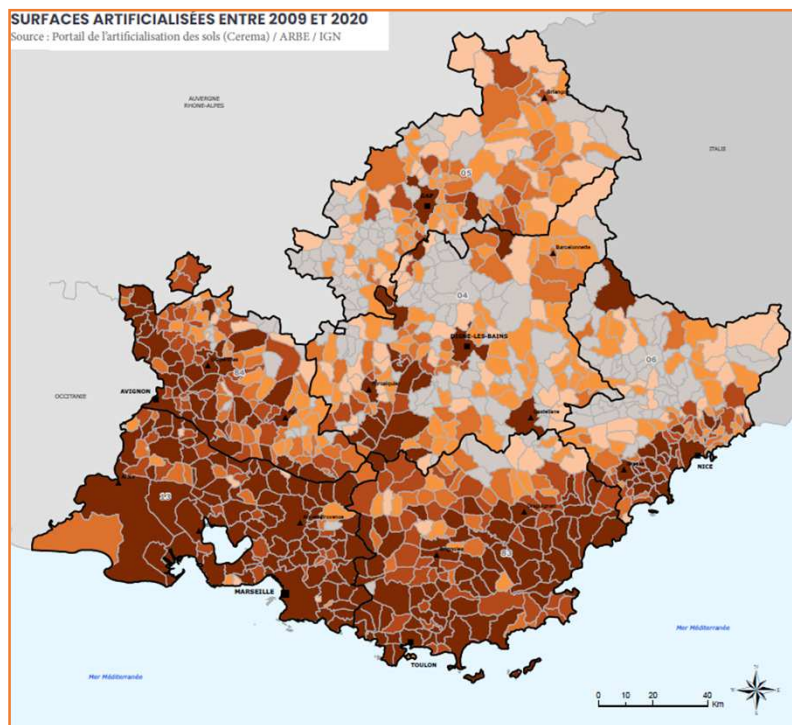 SURFACES ARTIFICIALISÉES ENTRE 2009 ET 2020
Source : Portail de l'artificialisation des sols (Cerema) / ARBE / IGN
AUVERGNE
RHONE-ALPES
ITALIE
05
GAP
Barcelonnette
04
DIGNE-LES-BAINS
06
84
OCCITANIE
AVIGNON
Castellane
NICE
13
83
MARSEILLE
TOULON
Mer Méditerranée
Mer Méditerranée
0 10 20 40
Km